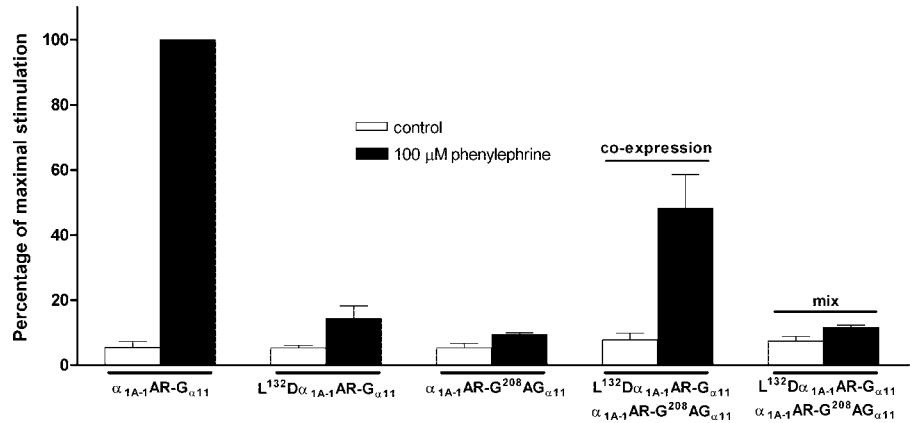 Percentage of maximal stimulation
100
80
60
40
20
0
control
100 µM phenylephrine
co-expression
mix
α1A-1AR-Gα11
L132Dα1A-1AR-Gα11
α1A-1AR-G208AGα11
L132Dα1A-1AR-Gα11
α1A-1AR-G208AGα11
L132Dα1A-1AR-Gα11
α1A-1AR-G208AGα11